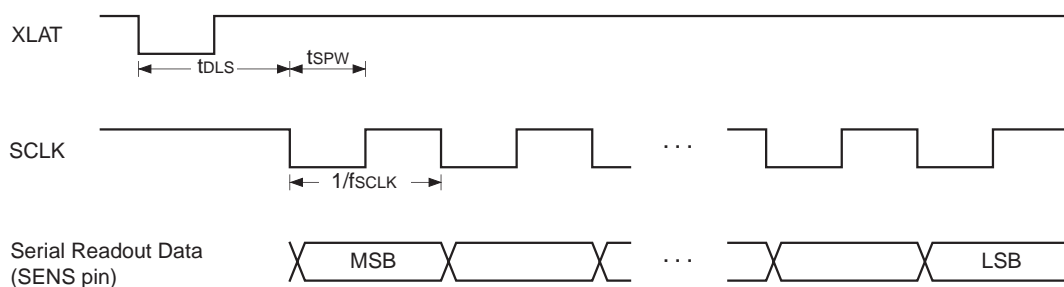 XLAT
tDLS
tSPW
SCLK
. . .
1/fSCLK
Serial Readout Data
(SENS pin)
MSB
. . .
LSB